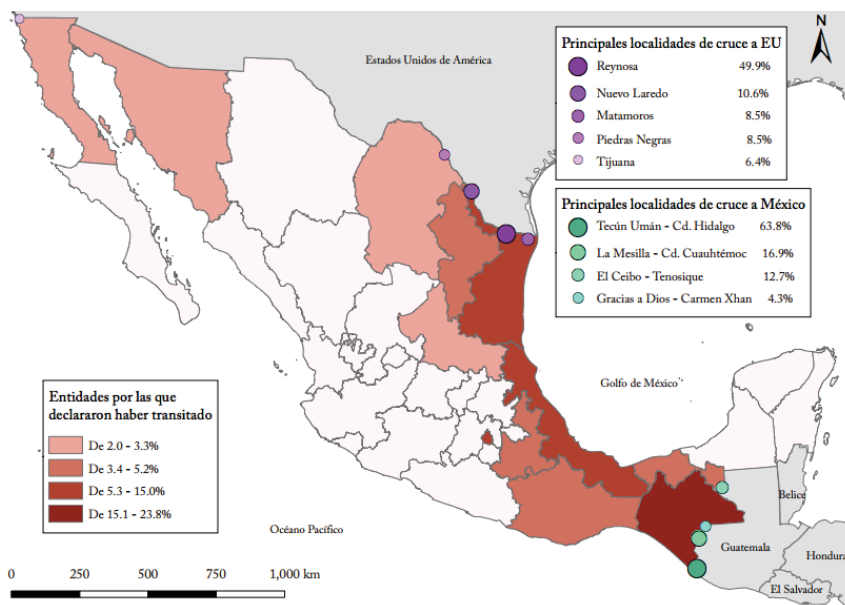 Estados Unidos de América
N
Principales localidades de cruce a EU
Reynosa 49.9%
Nuevo Laredo 10.6%
Matamoros 8.5%
Piedras Negras 8.5%
Tijuana 6.4%
Principales localidades de cruce a México
Tecún Umán - Cd. Hidalgo 63.8%
La Mesilla - Cd. Cuauhtémoc 16.9%
El Ceibo - Tenosique 12.7%
Gracias a Dios - Carmen Xhan 4.3%
Golfo de México
Entidades por las que
declararon haber transitado
De 2.0 - 3.3%
De 3.4 - 5.2%
De 5.3 - 15.0%
De 15.1 - 23.8%
Océano Pacífico
Belice
Guatemala
Hondura
El Salvador
0 250 500 750 1,000 km